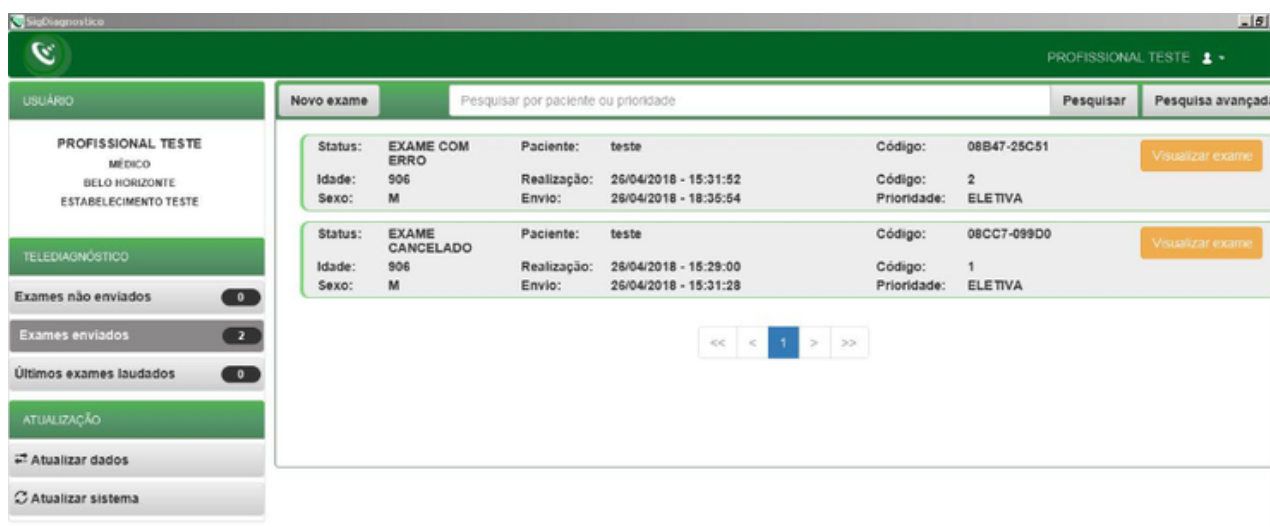 SigDiagnostico
PROFISSIONAL TESTE
USUÁRIO
PROFISSIONAL TESTE
MÉDICO
BELO HORIZONTE
ESTABELECIMENTO TESTE
TELEDIAGNÓSTICO
Exames não enviados 0
Exames enviados 2
Últimos exames laudados 0
ATUALIZAÇÃO
Atualizar dados
Atualizar sistema
Novo exame Pesquisar por paciente ou prioridade Pesquisar Pesquisa avançada
Status: EXAME COM ERRO Paciente: teste Código: 08B47-25C51 Visualizar exame
Idade: 906 Realização: 26/04/2018 - 15:31:52 Código: 2
Sexo: M Envio: 26/04/2018 - 18:35:54 Prioridade: ELETIVA
Status: EXAME CANCELADO Paciente: teste Código: 08CC7-099D0 Visualizar exame
Idade: 906 Realização: 26/04/2018 - 15:29:00 Código: 1
Sexo: M Envio: 26/04/2018 - 15:31:28 Prioridade: ELETIVA
<< < 1 > >>